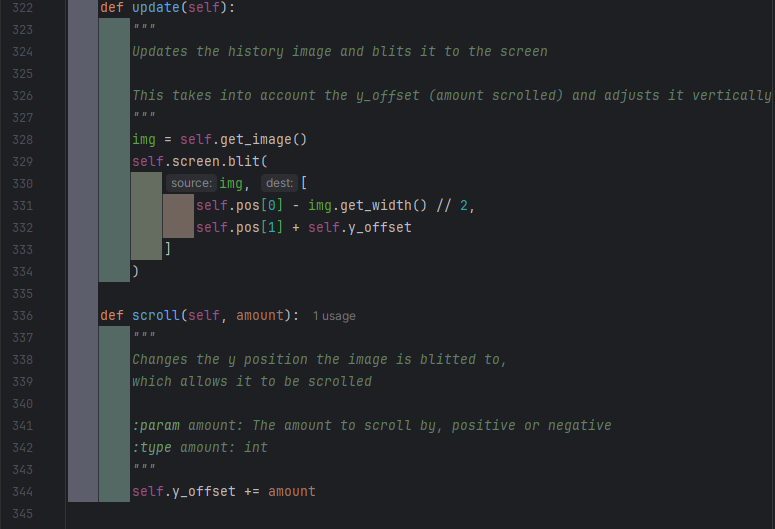 322 def update(self):
323 """
324 Updates the history image and blits it to the screen
325
326 This takes into account the y_offset (amount scrolled) and adjusts it vertically
327 """
328 img = self.get_image()
329 self.screen.blit(
330 source: img, dest: [
331 self.pos[0] - img.get_width() // 2,
332 self.pos[1] + self.y_offset
333 ]
334 )
335
336 def scroll(self, amount): 1 usage
337 """
338 Changes the y position the image is blitted to,
339 which allows it to be scrolled
340
341 :param amount: The amount to scroll by, positive or negative
342 :type amount: int
343 """
344 self.y_offset += amount
345